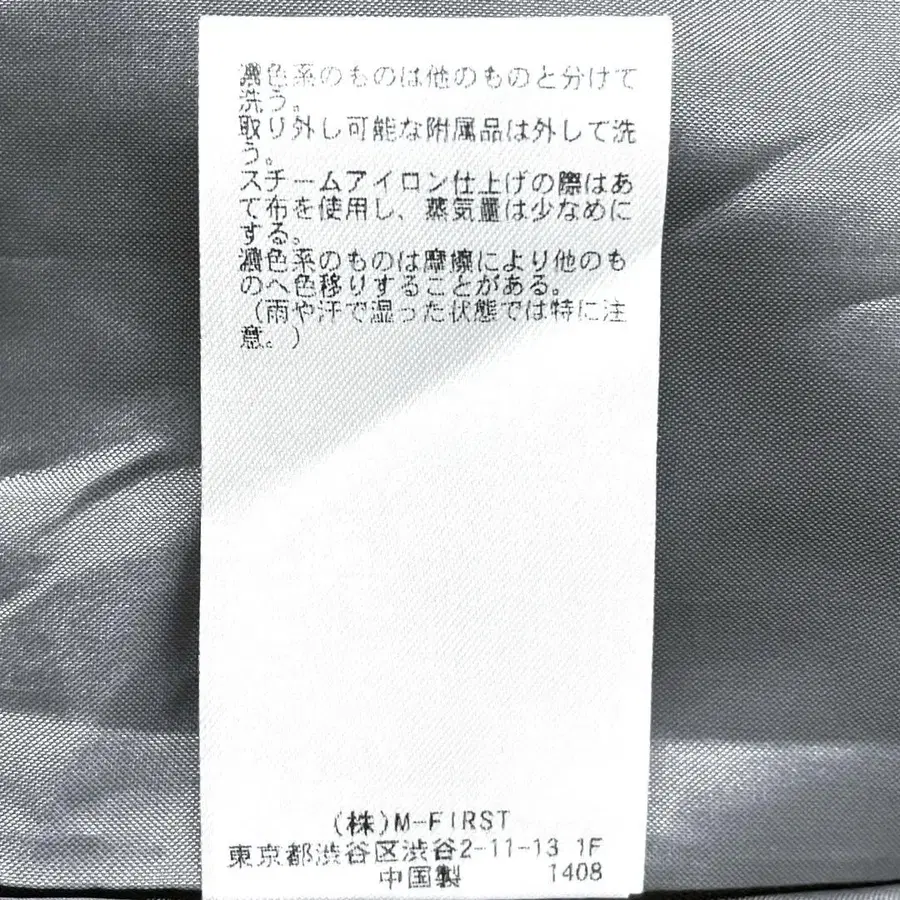 濃色系のものは他のものと分けて
洗う。
取り外し可能な附属品は外して洗
う。
スチームアイロン仕上げの際はあ
て布を使用し、蒸気量は少なめに
する。
濃色系のものは摩擦により他のも
のへ色移りすることがある。
(雨や汗で湿った状態では特に注
意。)
(株)M-FIRST
東京都渋谷区渋谷2-11-13 1F
中国製 1408